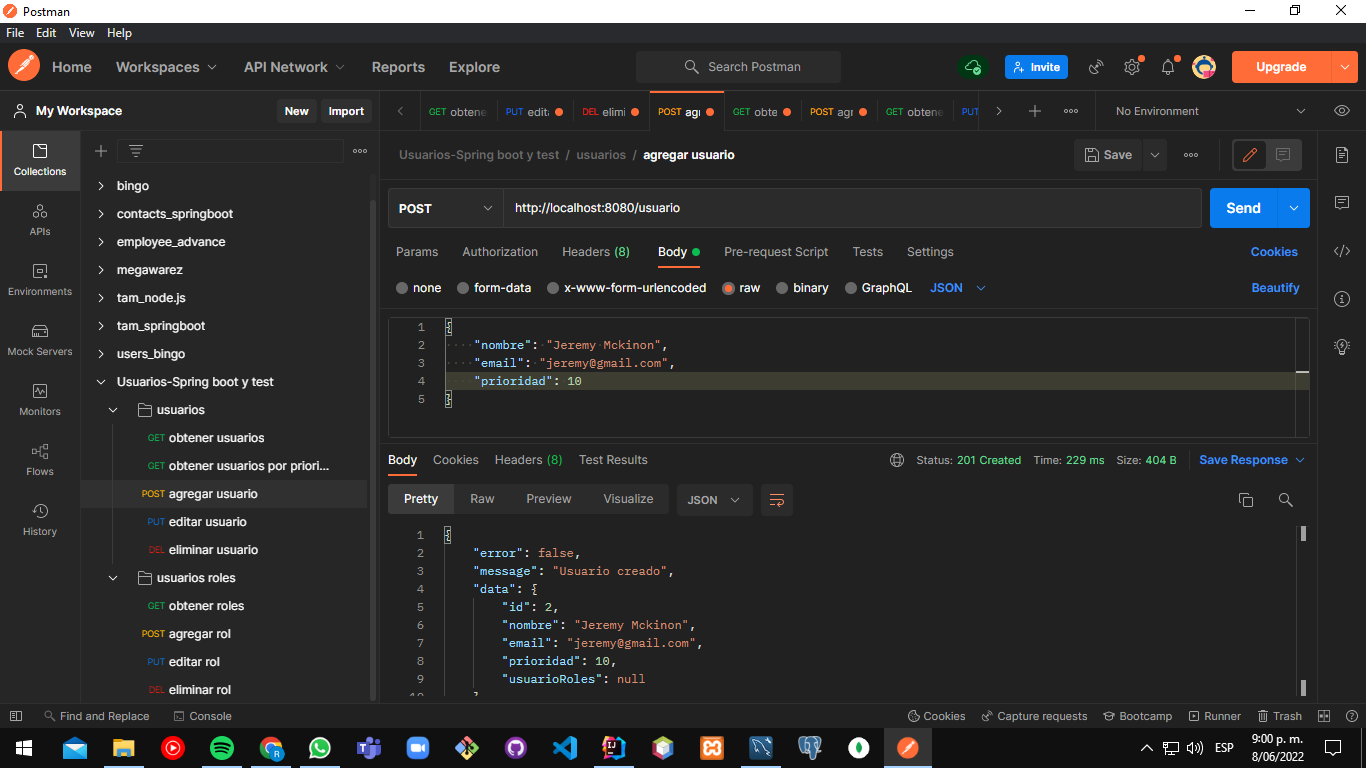 Postman
File Edit View Help
Home Workspaces API Network Reports Explore Search Postman Invite Upgrade
My Workspace New Import
GET obtene PUT edit DEL elimi POST ag GET obte POST agr GET obtene PUT No Environment
Usuarios-Spring boot y test / usuarios / agregar usuario Save
POST http://localhost:8080/usuario Send
Params Authorization Headers (8) Body Pre-request Script Tests Settings Cookies
none form-data x-www-form-urlencoded raw binary GraphQL JSON Beautify
1 {
2 "nombre": "Jeremy Mckinon",
3 "email": "jeremy@gmail.com",
4 "prioridad": 10
5 }
Body Cookies Headers (8) Test Results Status: 201 Created Time: 229 ms Size: 404 B Save Response
Pretty Raw Preview Visualize JSON
1 {
2 "error": false,
3 "message": "Usuario creado",
4 "data": {
5 "id": 2,
6 "nombre": "Jeremy Mckinon",
7 "email": "jeremy@gmail.com",
8 "prioridad": 10,
9 "usuarioRoles": null
10 }
Collections
APIs
Environments
Mock Servers
Monitors
Flows
History
bingo
contacts_springboot
employee_advance
megawarez
tam_node.js
tam_springboot
users_bingo
Usuarios-Spring boot y test
usuarios
GET obtener usuarios
GET obtener usuarios por priori...
POST agregar usuario
PUT editar usuario
DEL eliminar usuario
usuarios roles
GET obtener roles
POST agregar rol
PUT editar rol
DEL eliminar rol
Find and Replace Console Cookies Capture requests Bootcamp Runner Trash
ESP 9:00 p. m.
8/06/2022